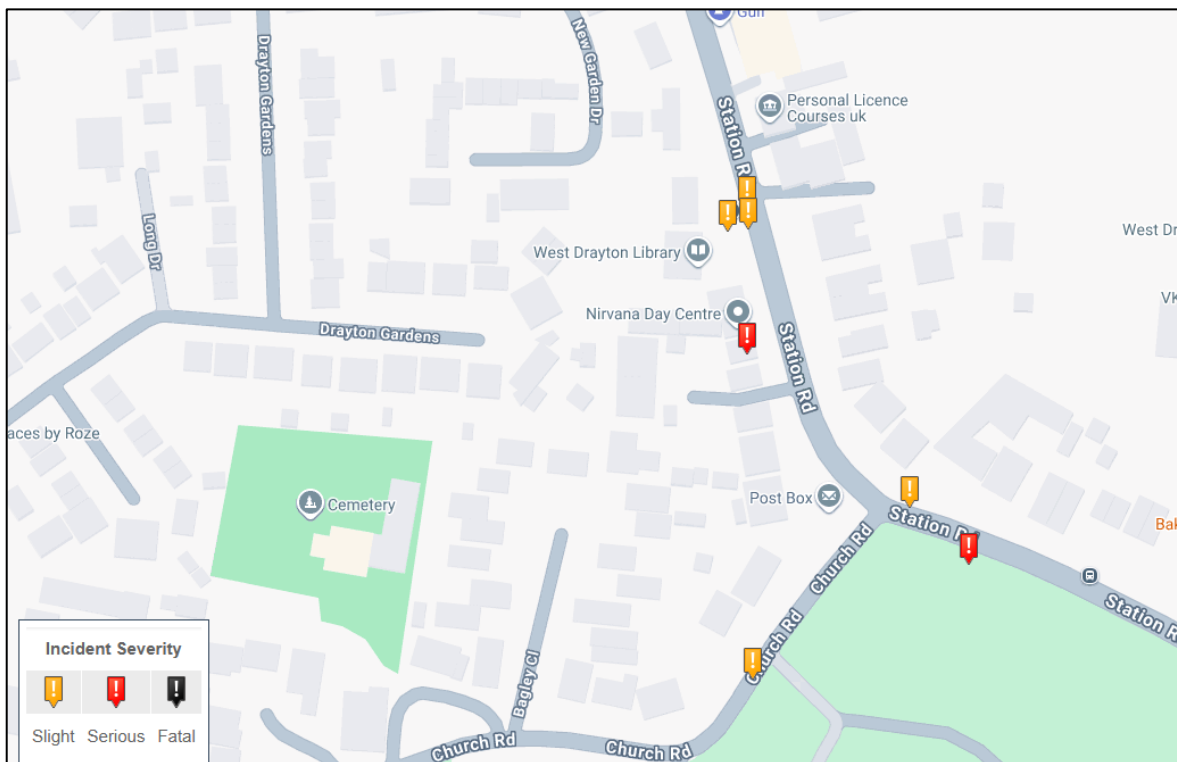 Gulf
Drayton Gardens
New Garden Dr
Station R
Personal Licence
Courses uk
Long Dr
West Drayton Library
West Dr
Nirvana Day Centre
VK
Drayton Gardens
Station Rd
aces by Roze
Cemetery
Post Box
Station Rd
Bak
Church Rd
Station R
Church Rd
Bagley Cl
Church Rd
Church Rd
Incident Severity
Slight Serious Fatal